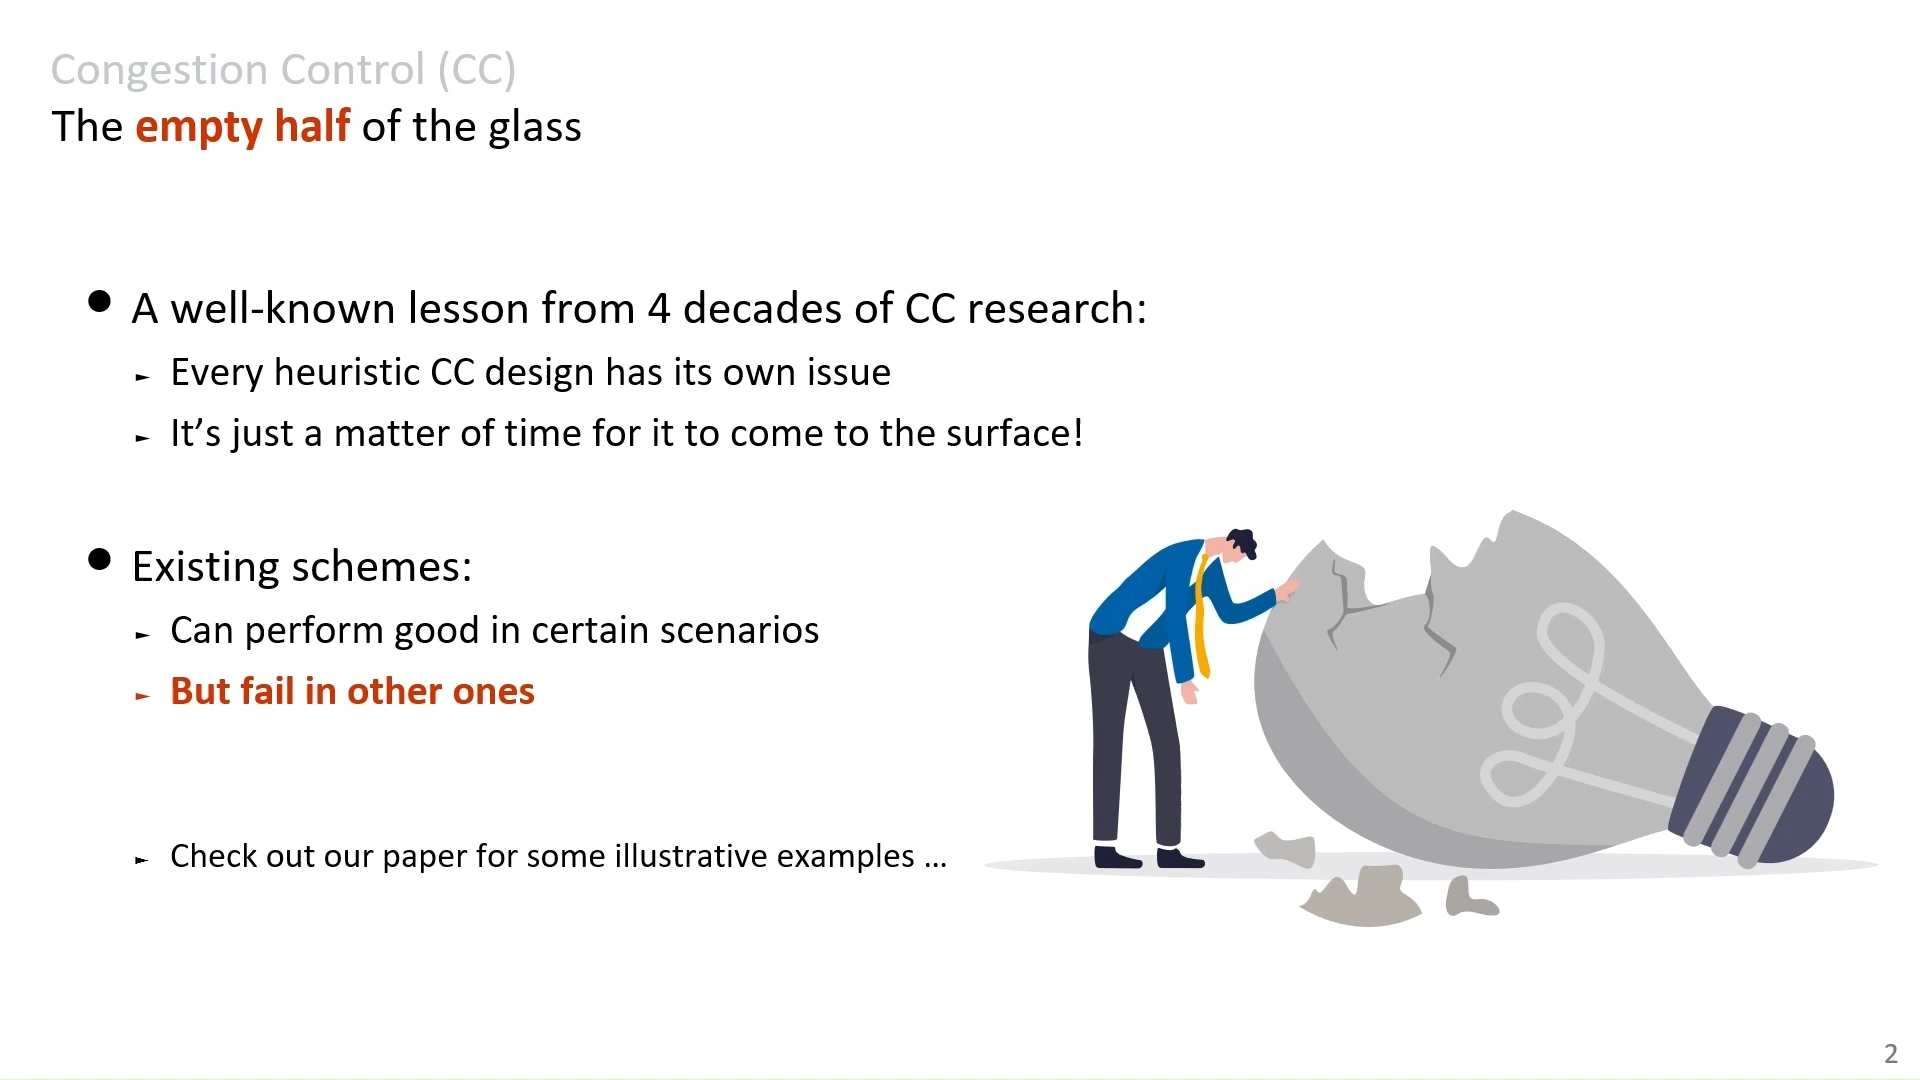 Congestion Control (CC)
The empty half of the glass
● A well-known lesson from 4 decades of CC research:
► Every heuristic CC design has its own issue
► It’s just a matter of time for it to come to the surface!
● Existing schemes:
► Can perform good in certain scenarios
► But fail in other ones
► Check out our paper for some illustrative examples …
2